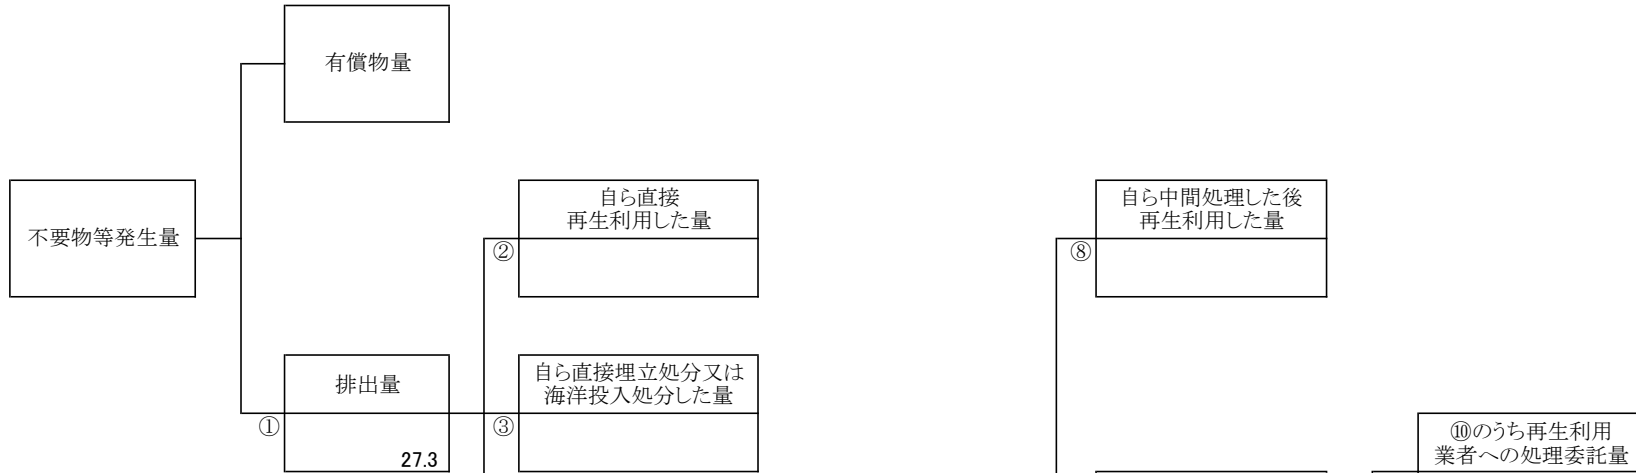 有償物量
不要物等発生量
自ら直接
再生利用した量
②
自ら中間処理した後
再生利用した量
⑧
排出量
①
27.3
自ら直接埋立処分又は
海洋投入処分した量
③
⑩のうち再生利用
業者への処理委託量